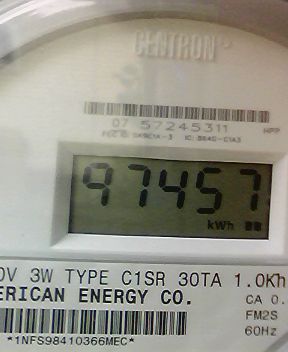 CENTRON
07 57245311 HPP
97457
kWh
0V 3W TYPE C1SR 30TA 1.0Kh
ERICAN ENERGY CO. CA 0.
FM2S
*1NFS98410366MEC* 60Hz